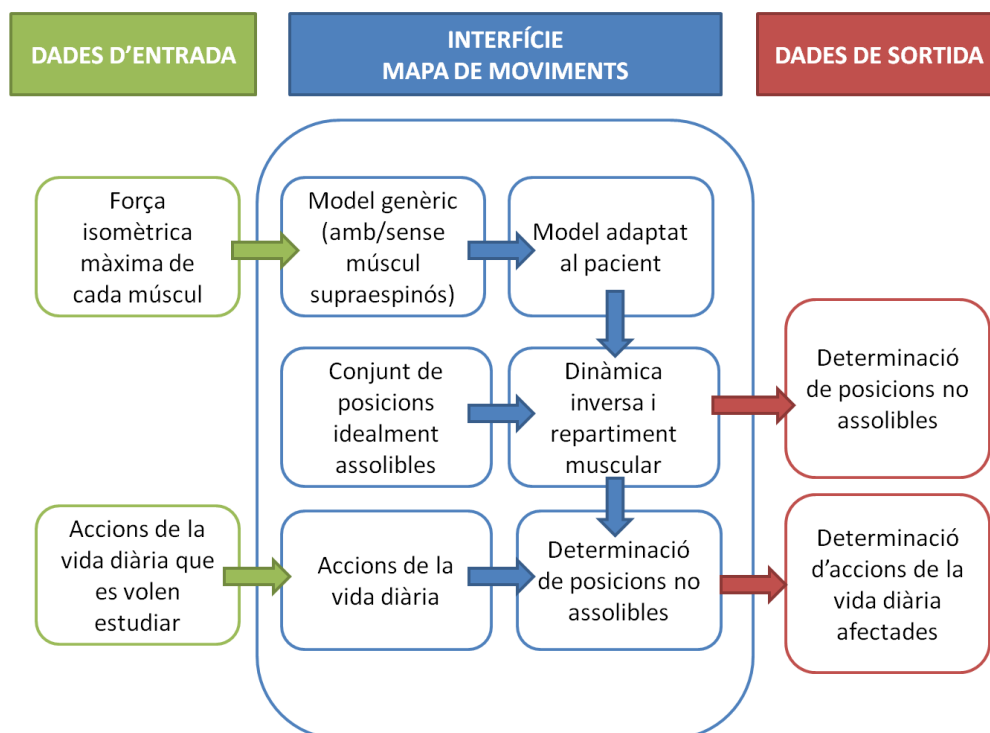 DADES D'ENTRADA
INTERFÍCIE
MAPA DE MOVIMENTS
DADES DE SORTIDA
Força
isomètrica
màxima de
cada múscul
Model genèric
(amb/sense
múscul
supraespinós)
Model adaptat
al pacient
Conjunt de
posicions
idealment
assolibles
Dinàmica
inversa i
repartiment
muscular
Determinació
de posicions no
assolibles
Accions de la
vida diària que
es volen
estudiar
Accions de la
vida diària
Determinació
de posicions no
assolibles
Determinació
d'accions de la
vida diària
afectades